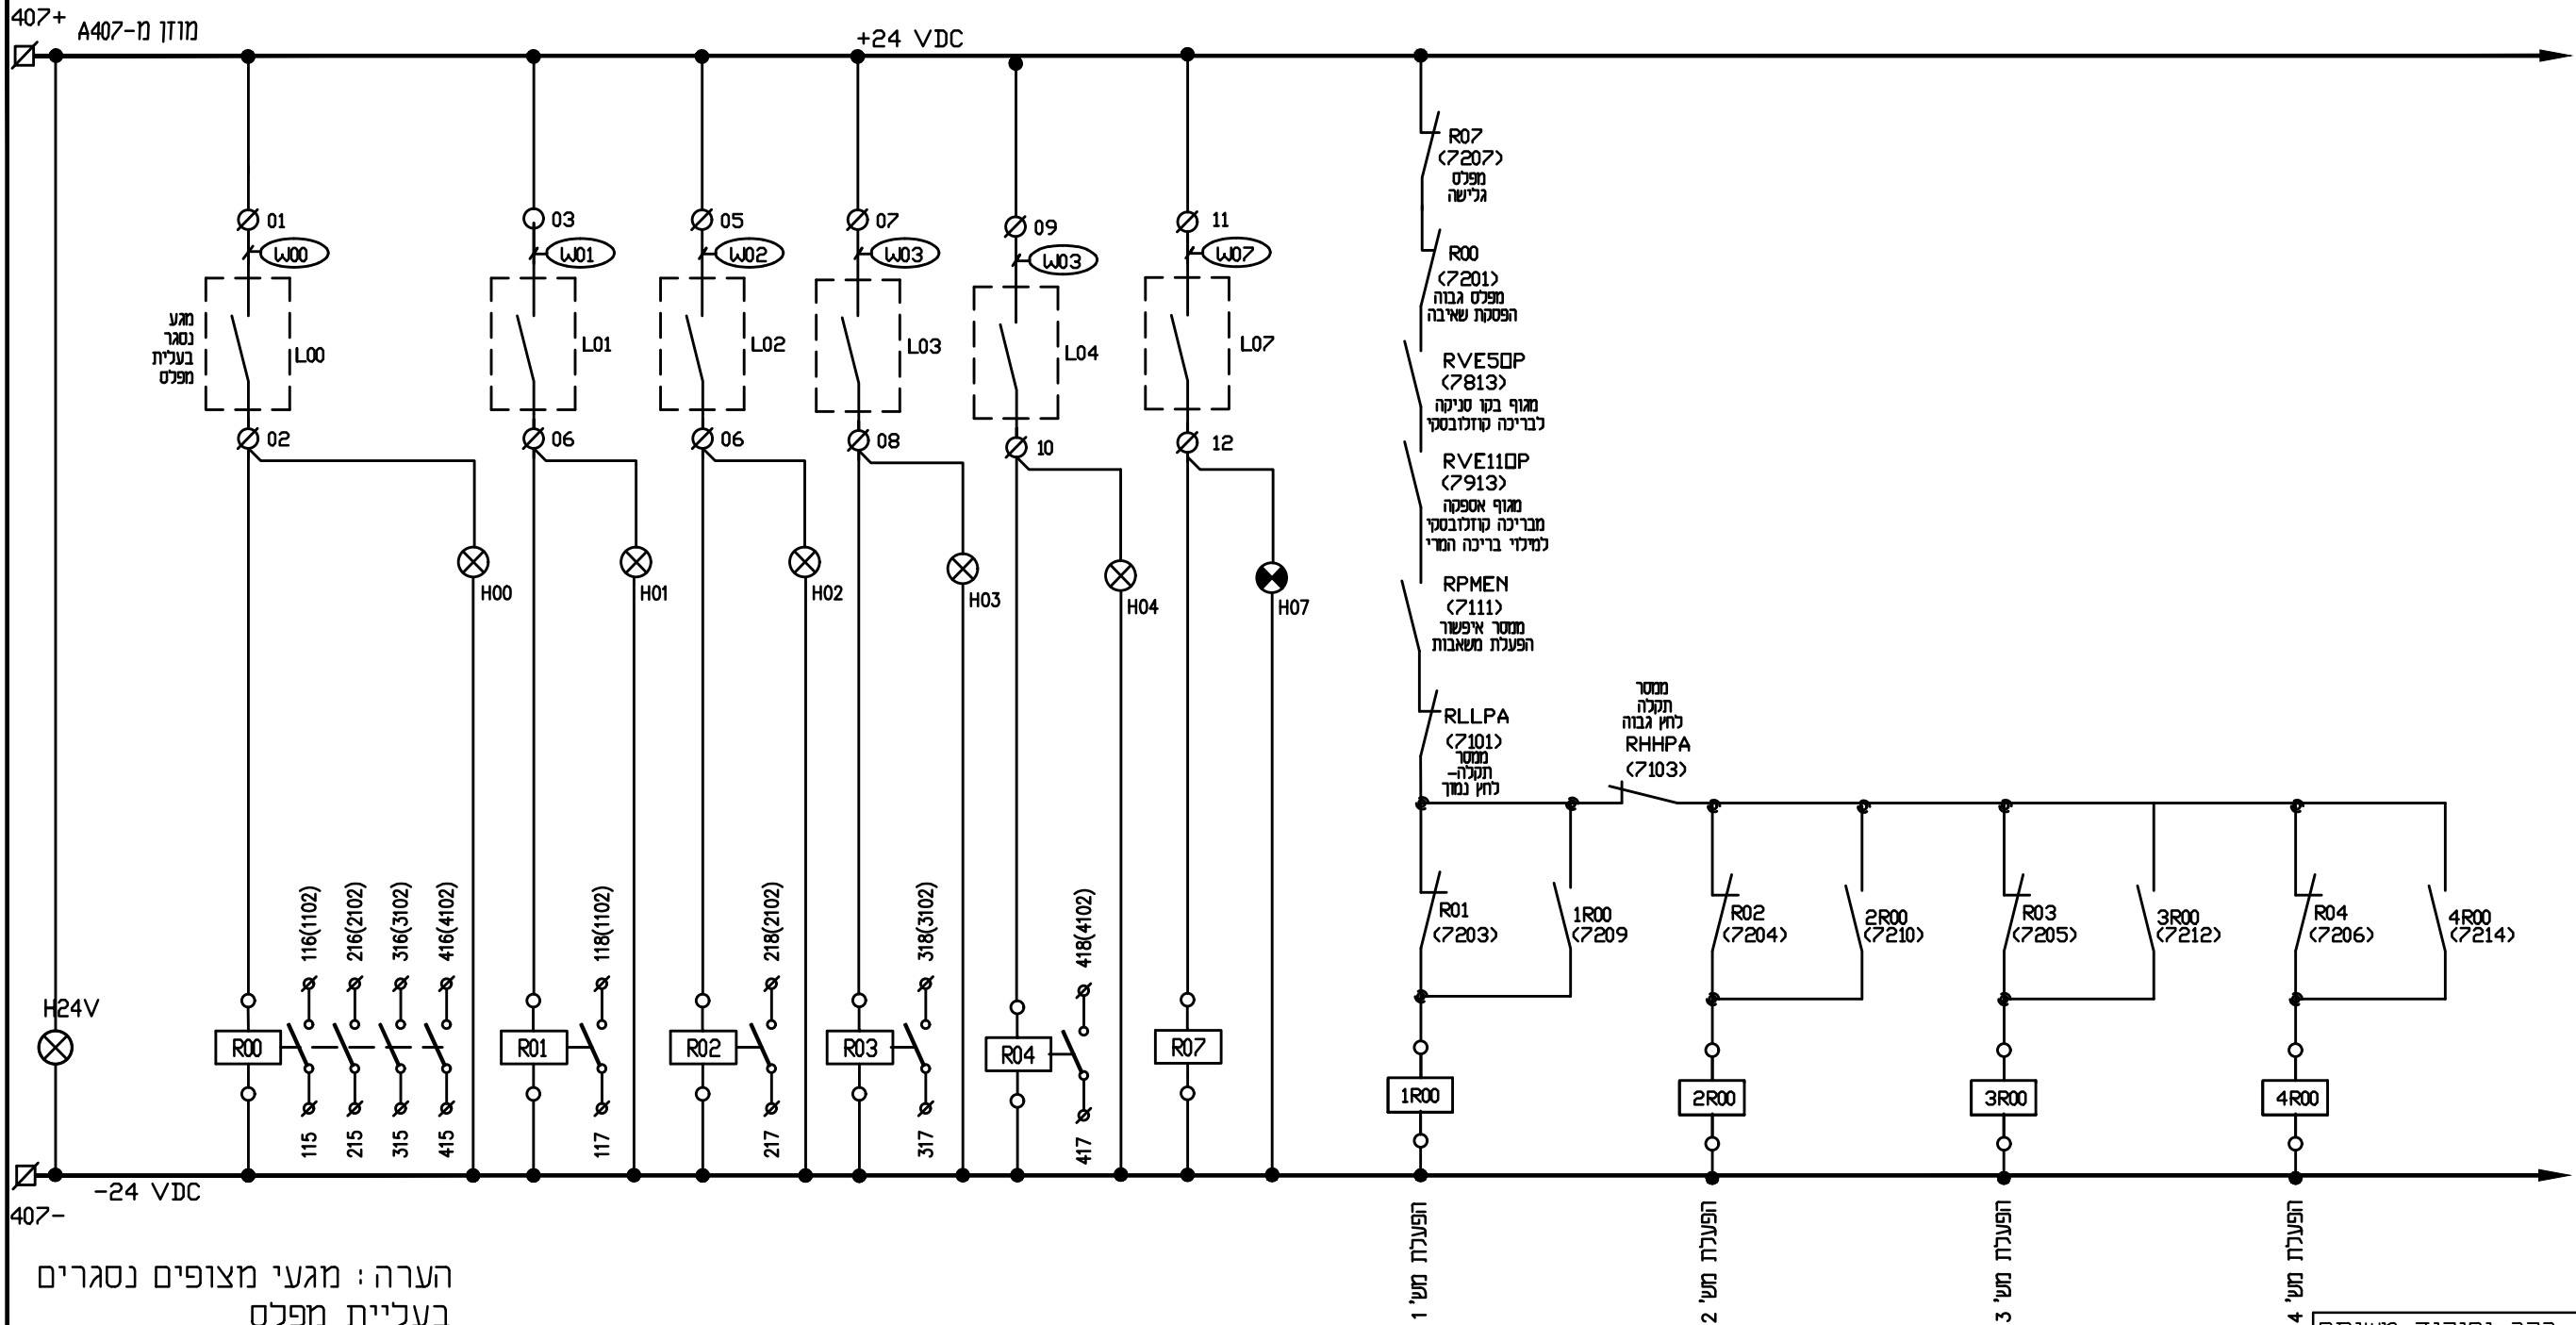 407+
מוזן מ-A407
+24 VDC
R07
(7207)
מפלס
גלישה
01
03
05
07
09
11
W00
W01
W02
W03
W03
W07
R00
(7201)
מפלס גבוה
הפסקת שאיבה
מגע
נסגר
בעלית
מפלס
L00
L01
L02
L03
L04
L07
RVE5OP
(7813)
מגוף בקו סניקה
לבריכה קוזלובסקי
02
06
06
08
10
12
RVE11OP
(7913)
מגוף אספקה
מבריכה קוזלובסקי
למילוי בריכה המרי
H00
H01
H02
H03
H04
H07
RPMEN
(7111)
ממסר איפשור
הפעלת משאבות
RLLPA
(7101)
ממסר
תקלה-
לחץ נמוך
ממסר
תקלה
לחץ גבוה
RHHPA
(7103)
116(1102)
216(2102)
316(3102)
416(4102)
118(1102)
218(2102)
318(3102)
418(4102)
R01
(7203)
1R00
(7209
R02
(7204)
2R00
(7210)
R03
(7205)
3R00
(7212)
R04
(7206)
4R00
(7214)
H24V
R00
R01
R02
R03
R04
R07
1R00
2R00
3R00
4R00
115
215
315
415
117
217
317
417
-24 VDC
407-
הפעלת מש' 1
הפעלת מש' 2
הפעלת מש' 3
הפעלת מש' 4
הערה : מגעי מצופים נסגרים
בעליית מפלס